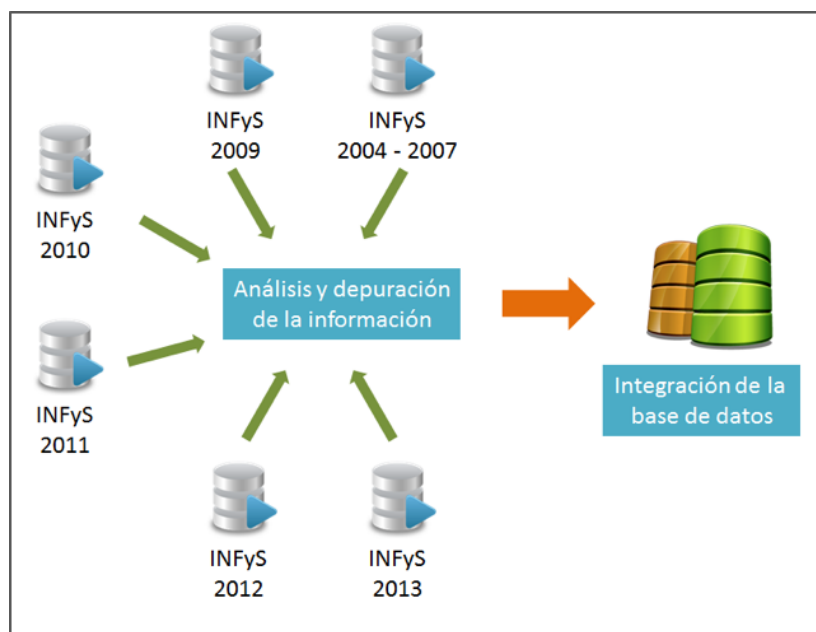 INFyS
2009
INFyS
2004 - 2007
INFyS
2010
Análisis y depuración
de la información
INFyS
2011
Integración de la
base de datos
INFyS
2012
INFyS
2013